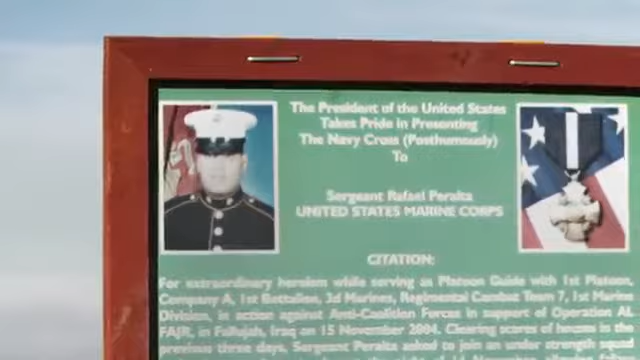 The President of the United States
Takes Pride in Presenting
The Navy Cross (Posthumously)
To
Sergeant Rafael Peralta
UNITED STATES MARINE CORPS
CITATION:
For extraordinary heroism while serving as Platoon Guide with 1st Platoon,
Company A, 1st Battalion, 3d Marines, Regimental Combat Team 7, 1st Marine
Division, in action against Anti-Coalition Forces in support of Operation AL
FAJR, in Fallujah, Iraq on 15 November 2004. Clearing scores of houses in the
previous three days, Sergeant Peralta asked to join an under strength squad